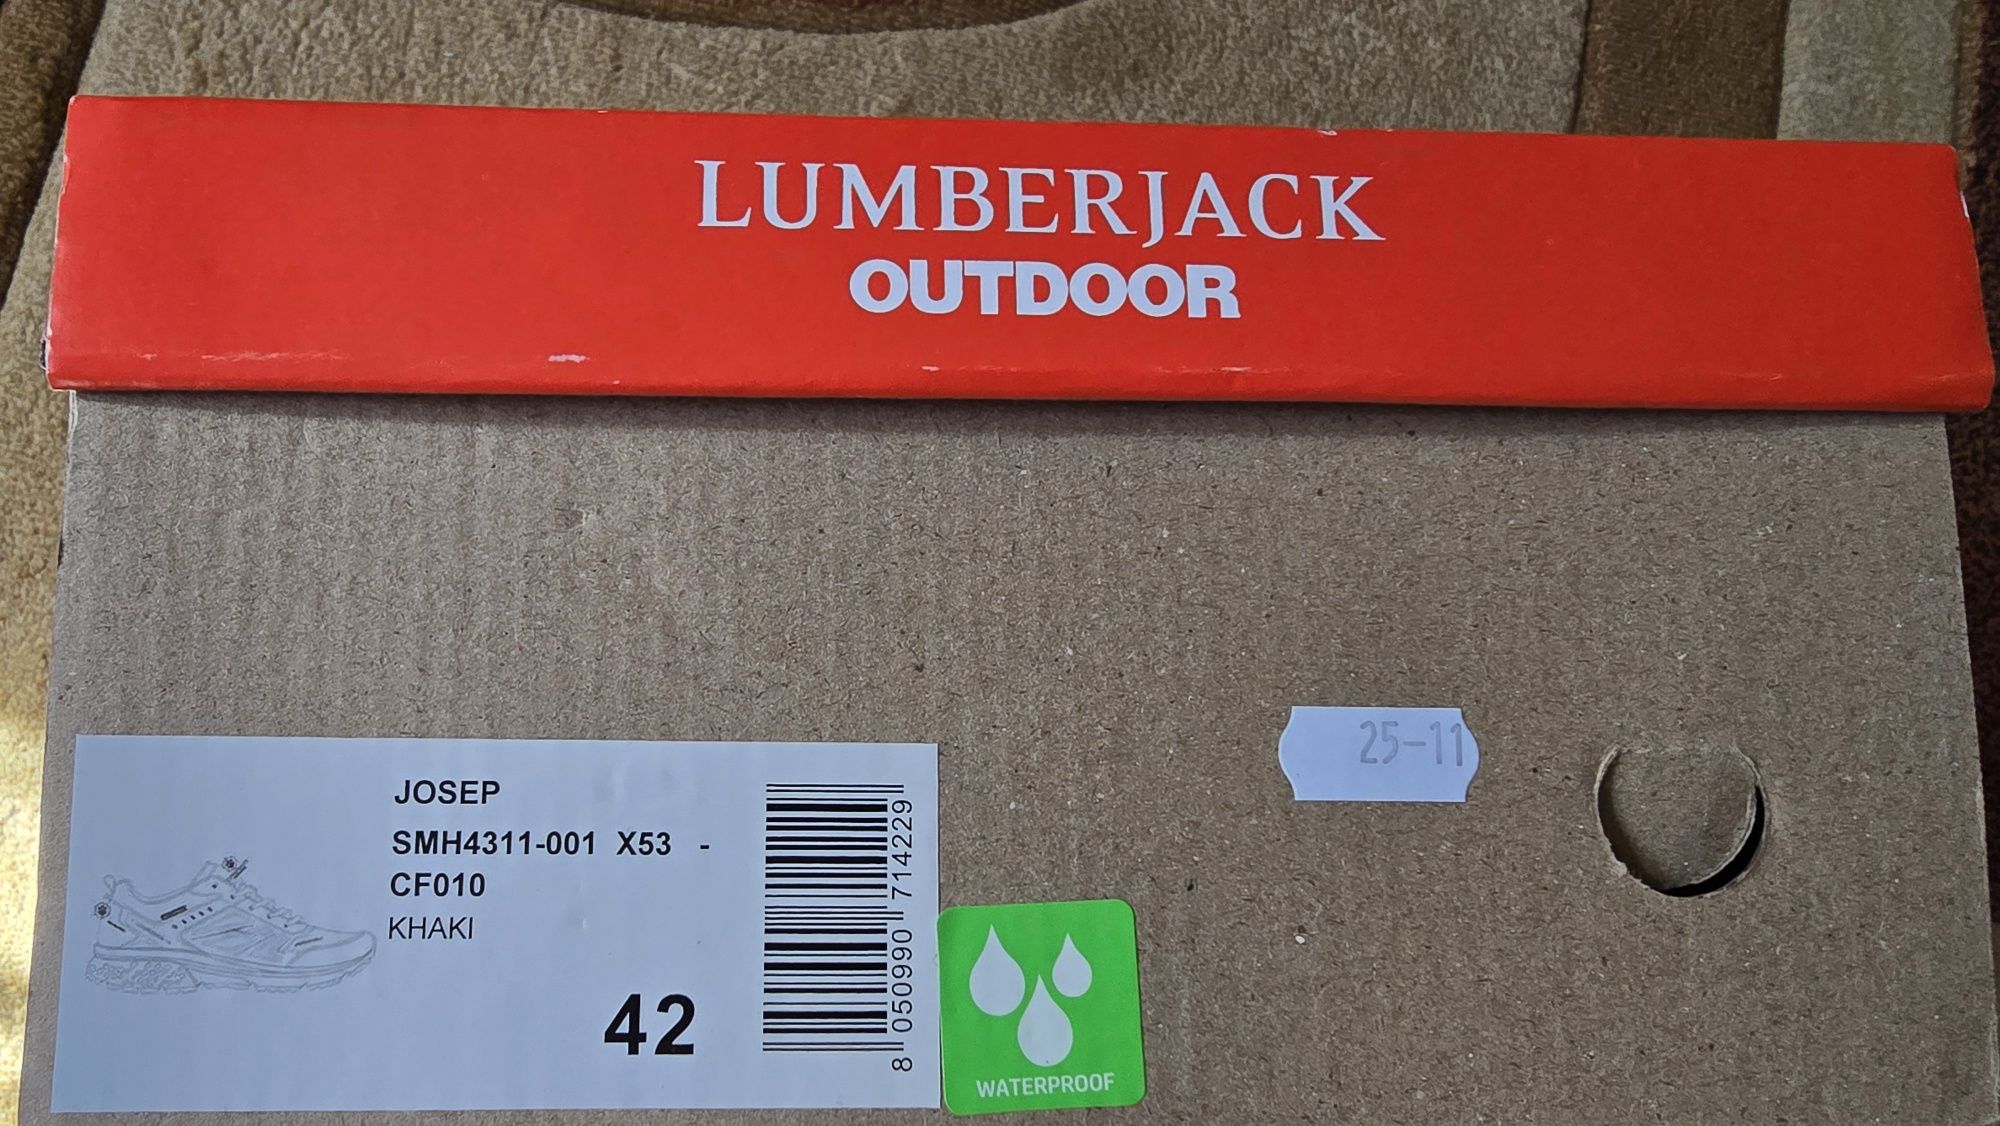 LUMBERJACK
OUTDOOR
25-11
JOSEP
SMH4311-001 X53 -
CF010
KHAKI
42
8 050990 714229
WATERPROOF